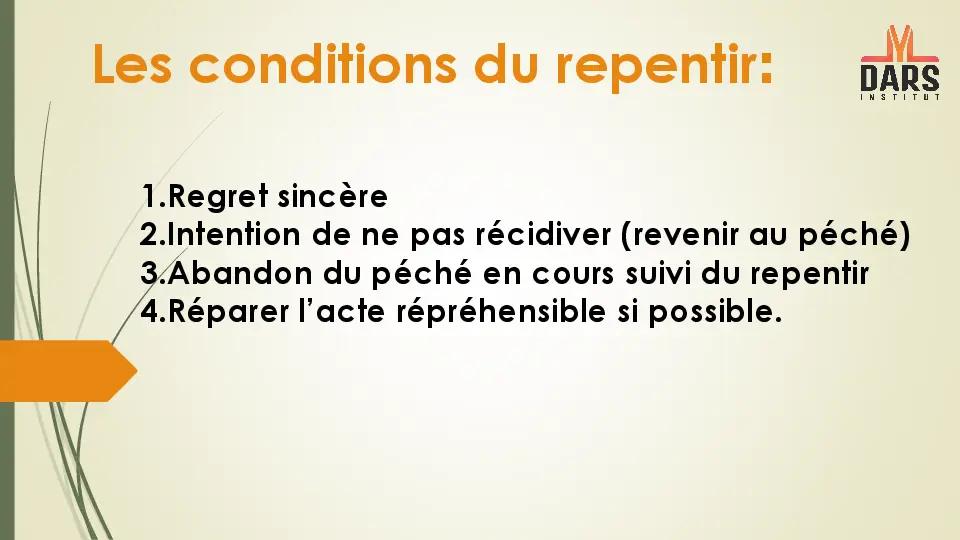 Les conditions du repentir:
DARS
INSTITUT
1.Regret sincère
2.Intention de ne pas récidiver (revenir au péché)
3.Abandon du péché en cours suivi du repentir
4.Réparer l’acte répréhensible si possible.